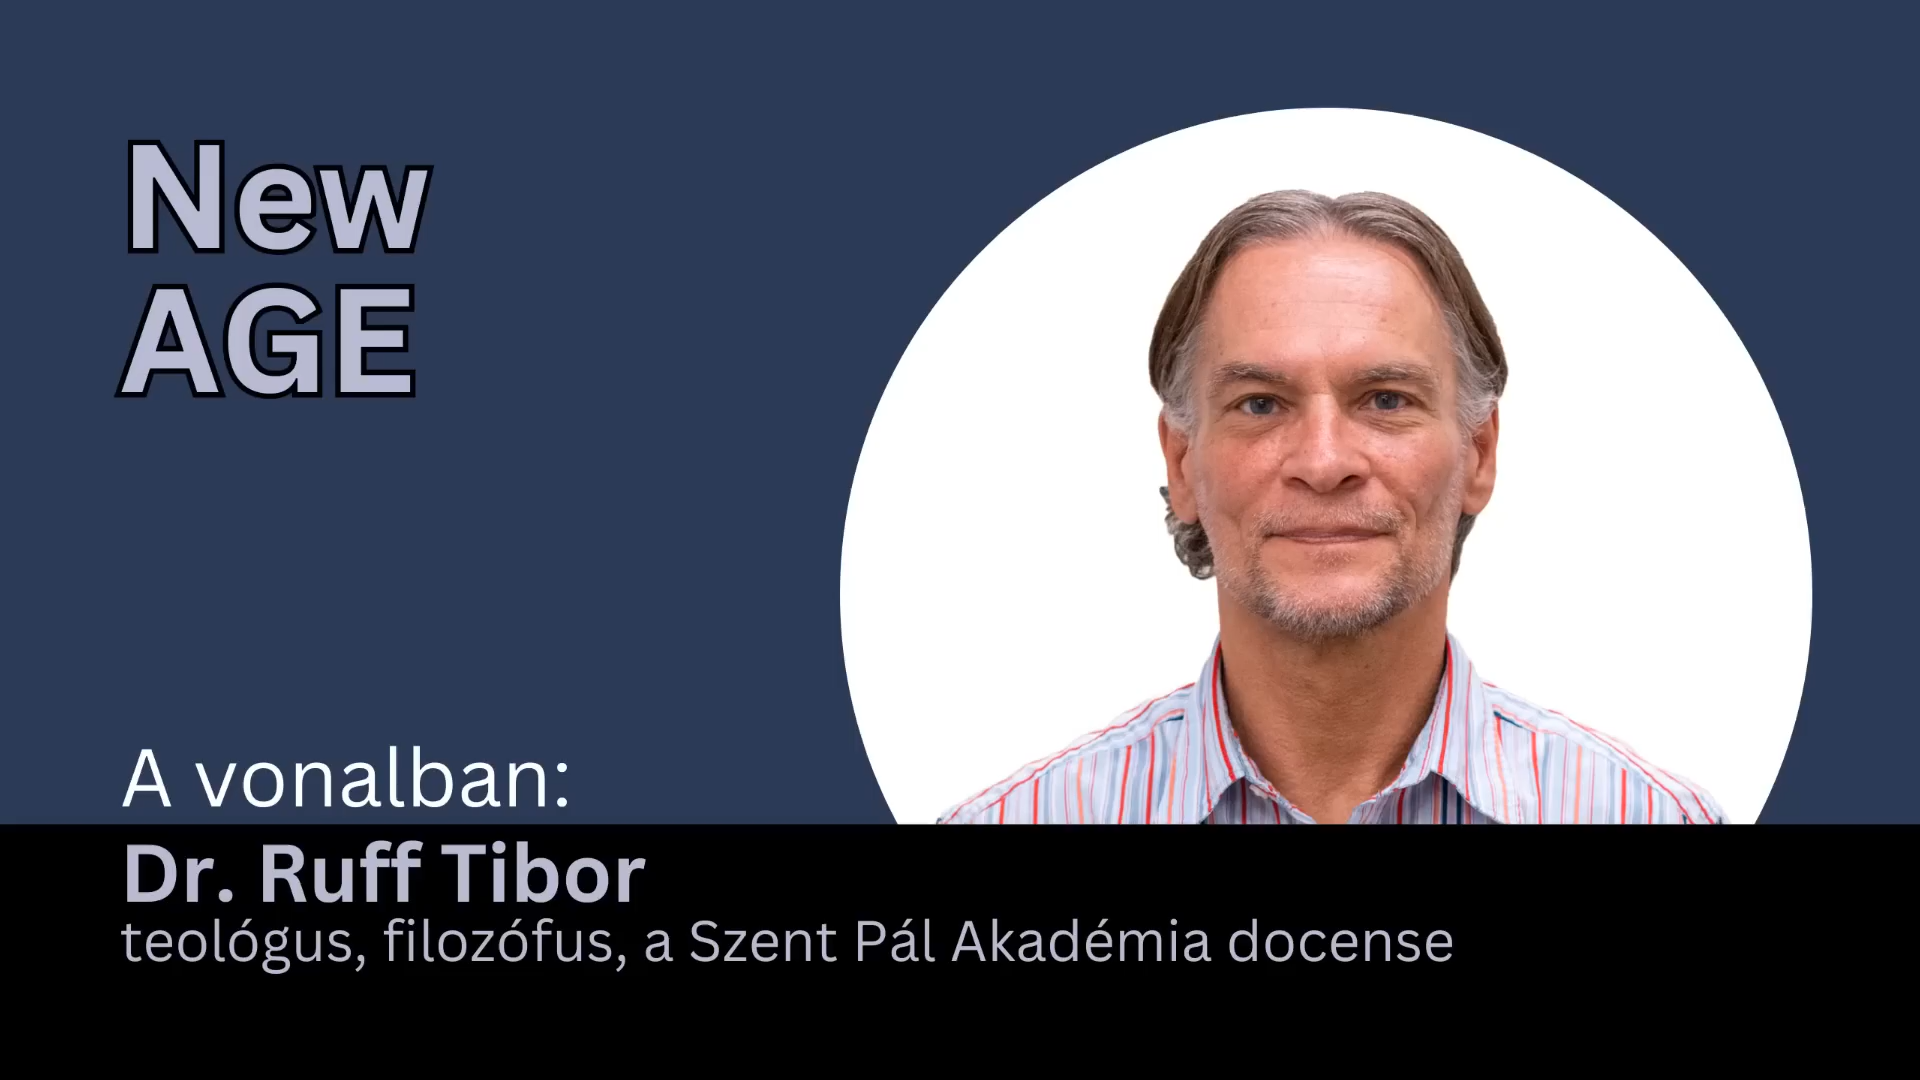 New
AGE
A vonalban:
Dr. Ruff Tibor
teológus, filozófus, a Szent Pál Akadémia docense